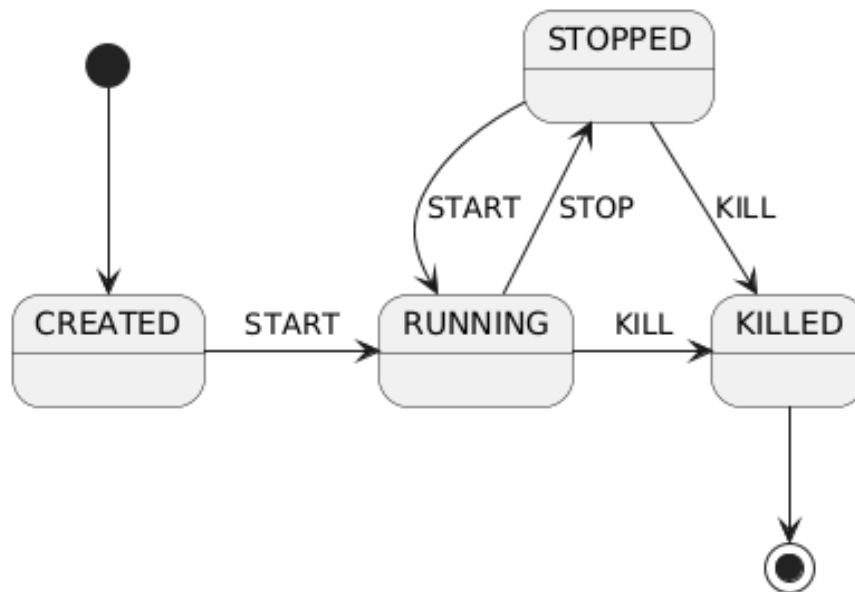 STOPPED
START
STOP
KILL
CREATED
START
RUNNING
KILL
KILLED